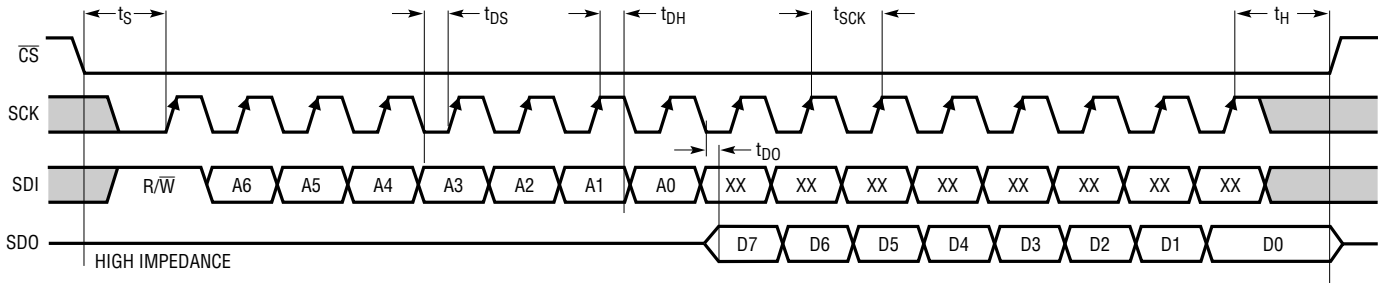 tS tDS tDH tSCK tH
CS
SCK
tDO
SDI R/W A6 A5 A4 A3 A2 A1 A0 XX XX XX XX XX XX XX XX
SDO D7 D6 D5 D4 D3 D2 D1 D0
HIGH IMPEDANCE